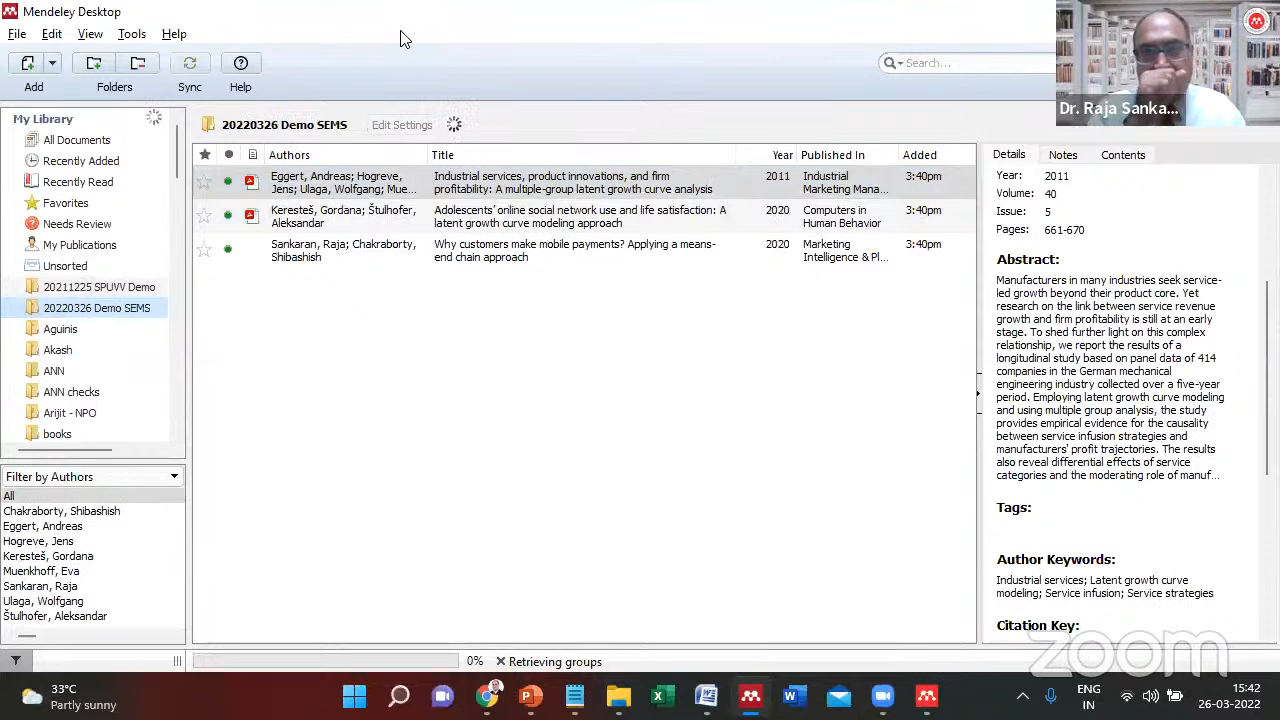 Mendeley Desktop
File Edit View Tools Help
Search...
Add Folders Sync Help
Dr. Raja Sanka...
My Library
All Documents
Recently Added
Recently Read
Favorites
Needs Review
My Publications
Unsorted
20211225 SPUVV Demo
20220326 Demo SEMS
Aguinis
Akash
ANN
ANN checks
Arijit - NPO
books
Filter by Authors
All
Chakraborty, Shibashish
Eggert, Andreas
Hogreve, Jens
Keresteš, Gordana
Muenkhoff, Eva
Sankaran, Raja
Ulaga, Wolfgang
Štulhofer, Aleksandar
20220326 Demo SEMS Edit Settings
Authors Title Year Published In Added
Eggert, Andreas; Hogreve, Industrial services, product innovations, and firm 2011 Industrial 3:40pm
Jens; Ulaga, Wolfgang; Mue... profitability: A multiple-group latent growth curve analysis Marketing Mana...
Keresteš, Gordana; Štulhofer, Adolescents' online social network use and life satisfaction: A 2020 Computers in 3:40pm
Aleksandar latent growth curve modeling approach Human Behavior
Sankaran, Raja; Chakraborty, Why customers make mobile payments? Applying a means- 2020 Marketing 3:40pm
Shibashish end chain approach Intelligence & Pl...
Details Notes Contents
Year: 2011
Volume: 40
Issue: 5
Pages: 661-670
Abstract:
Manufacturers in many industries seek service-
led growth beyond their product core. Yet
research on the link between service revenue
growth and firm profitability is still at an early
stage. To shed further light on this complex
relationship, we report the results of a
longitudinal study based on panel data of 414
companies in the German mechanical
engineering industry collected over a five-year
period. Employing latent growth curve modeling
and using multiple group analysis, the study
provides empirical evidence for the causality
between service infusion strategies and
manufacturers' profit trajectories. The results
also reveal differential effects of service
categories and the moderating role of manuf...
Tags:
Author Keywords:
Industrial services; Latent growth curve
modeling; Service infusion; Service strategies
Citation Key:
zoom
0% Retrieving groups
33°C
Partly sunny
ENG
IN
15:42
26-03-2022